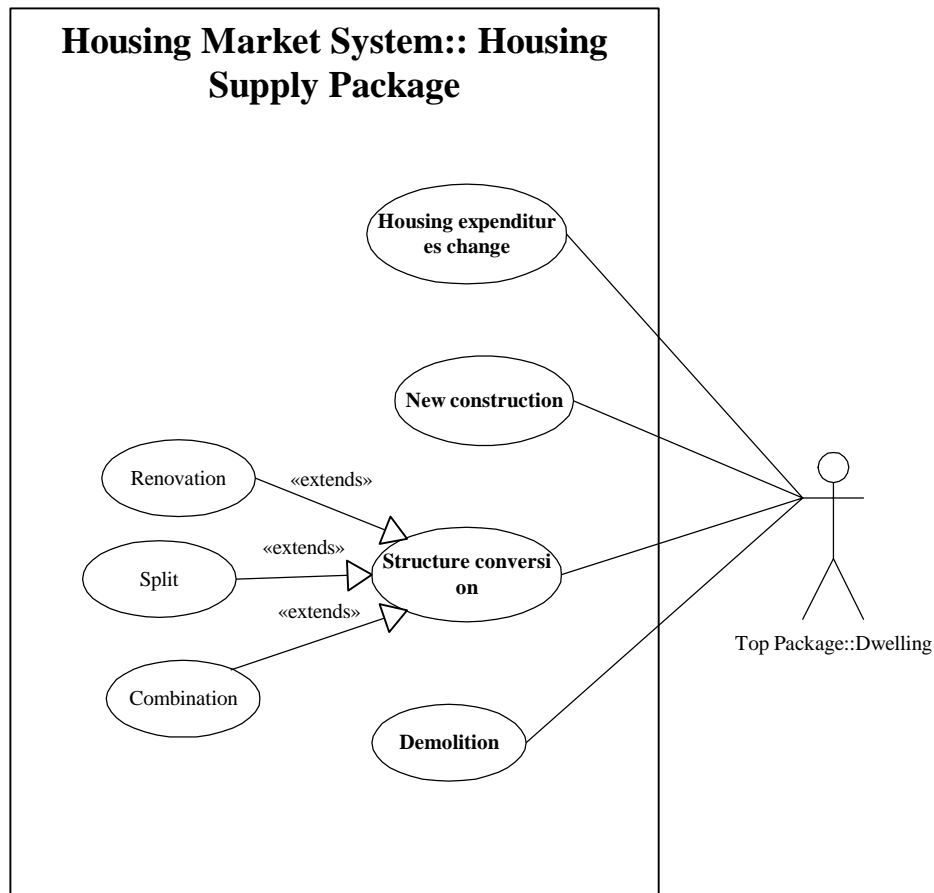 Housing Market System:: Housing
Supply Package
Housing expenditur
es change
New construction
Renovation
«extends»
Split
«extends»
Structure conversi
on
«extends»
Combination
Demolition
Top Package::Dwelling